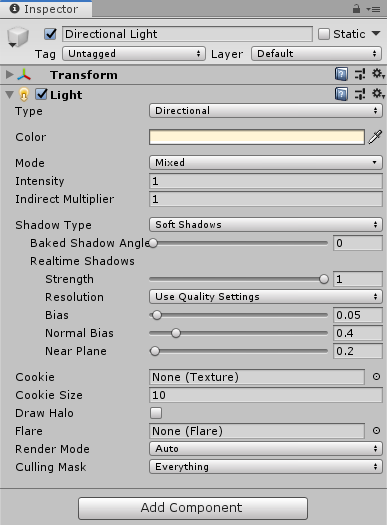 Inspector
Directional Light Static
Tag Untagged Layer Default
Transform
Light
Type Directional
Color
Mode Mixed
Intensity 1
Indirect Multiplier 1
Shadow Type Soft Shadows
Baked Shadow Angle 0
Realtime Shadows
Strength 1
Resolution Use Quality Settings
Bias 0.05
Normal Bias 0.4
Near Plane 0.2
Cookie None (Texture)
Cookie Size 10
Draw Halo
Flare None (Flare)
Render Mode Auto
Culling Mask Everything
Add Component